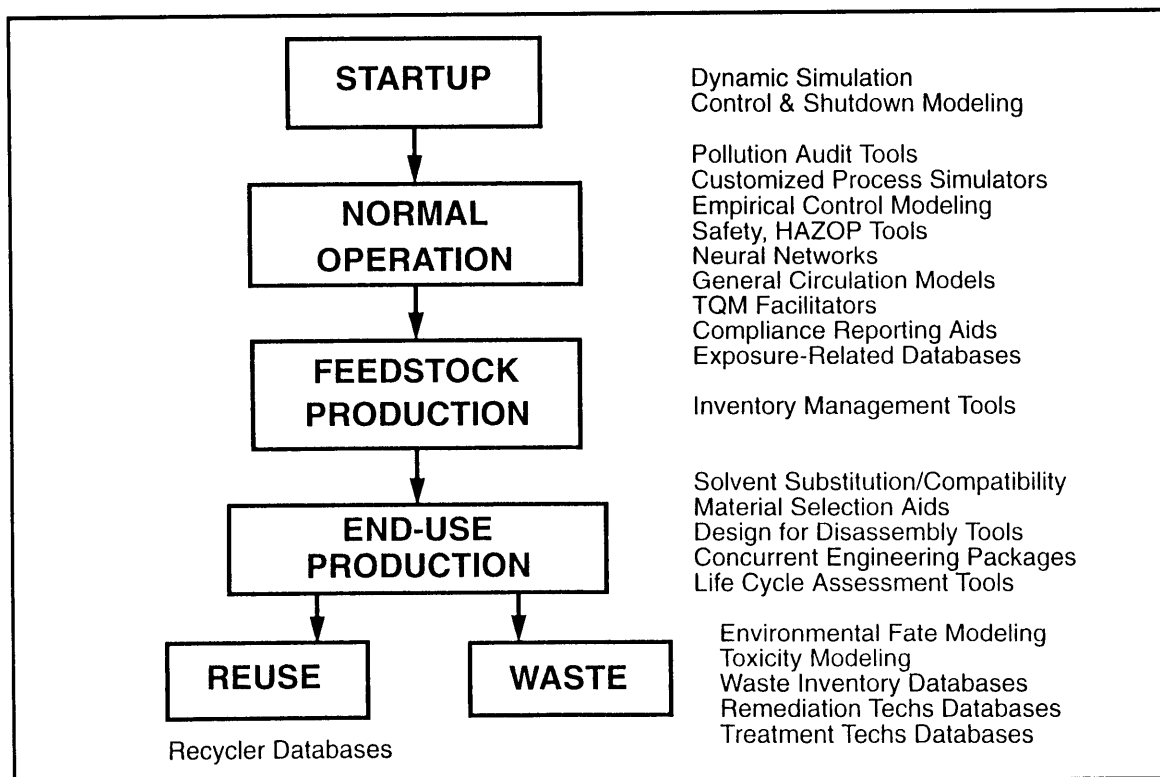 STARTUP
Dynamic Simulation
Control & Shutdown Modeling
NORMAL
OPERATION
Pollution Audit Tools
Customized Process Simulators
Empirical Control Modeling
Safety, HAZOP Tools
Neural Networks
General Circulation Models
TQM Facilitators
Compliance Reporting Aids
Exposure-Related Databases
FEEDSTOCK
PRODUCTION
Inventory Management Tools
END-USE
PRODUCTION
Solvent Substitution/Compatibility
Material Selection Aids
Design for Disassembly Tools
Concurrent Engineering Packages
Life Cycle Assessment Tools
REUSE
Recycler Databases
WASTE
Environmental Fate Modeling
Toxicity Modeling
Waste Inventory Databases
Remediation Techs Databases
Treatment Techs Databases